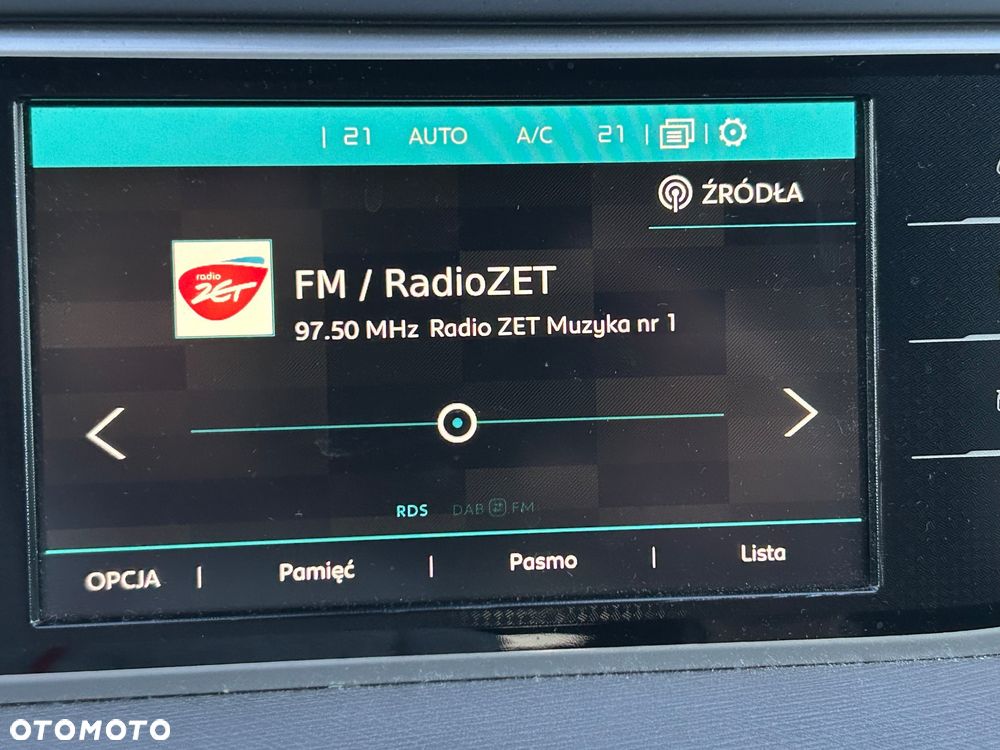 | 21 AUTO A/C 21 | |
ŹRÓDŁA
radio
ZET
FM / RadioZET
97.50 MHz Radio ZET Muzyka nr 1
RDS DAB FM
OPCJA | Pamięć | Pasmo | Lista
OTOMOTO